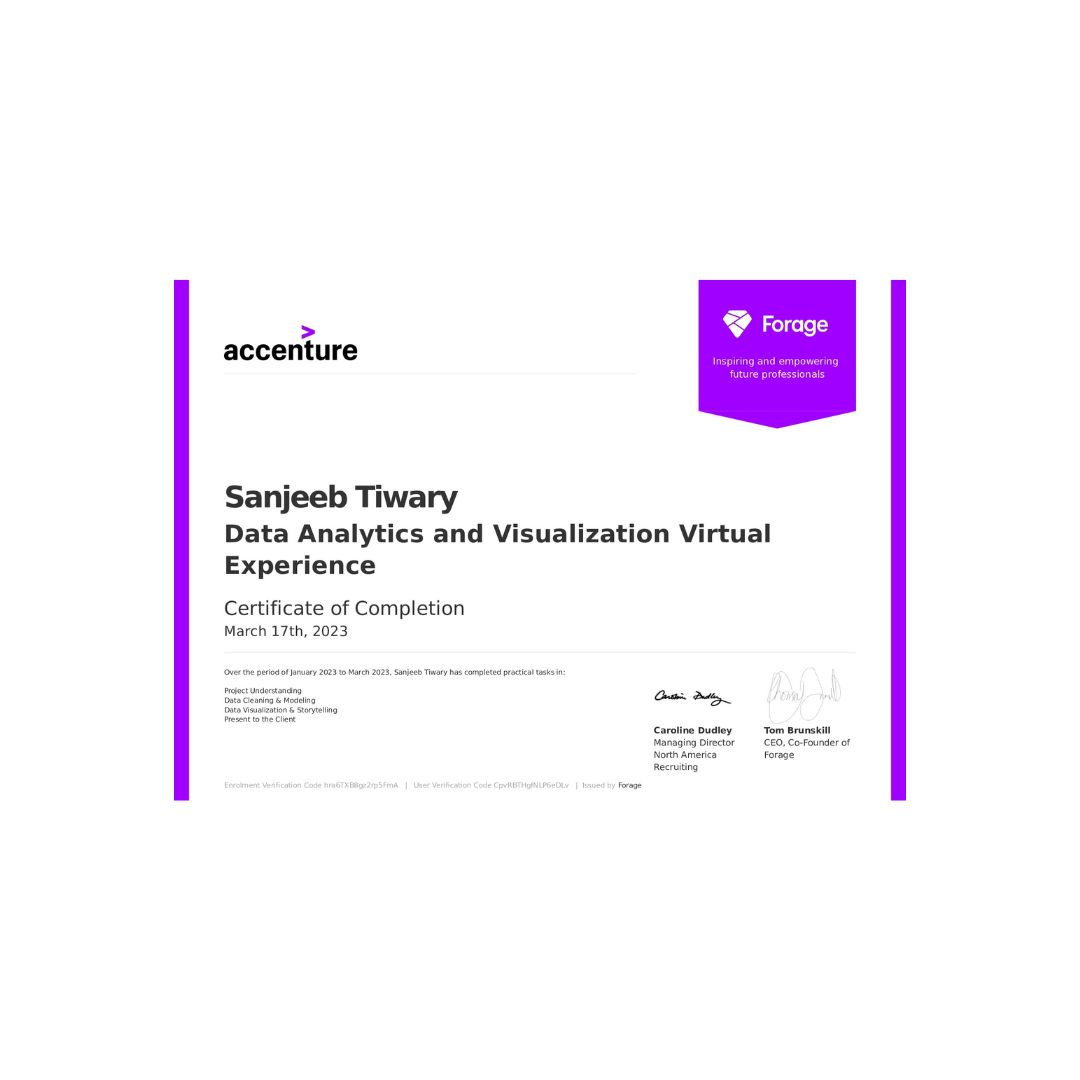 accenture
Forage
Inspiring and empowering
future professionals
Sanjeeb Tiwary
Data Analytics and Visualization Virtual
Experience
Certificate of Completion
March 17th, 2023
Over the period of January 2023 to March 2023, Sanjeeb Tiwary has completed practical tasks in:
Project Understanding
Data Cleaning & Modeling
Data Visualization & Storytelling
Present to the Client
Caroline Dudley
Caroline Dudley
Managing Director
North America
Recruiting
Tom Brunskill
CEO, Co-Founder of
Forage
Enrolment Verification Code hra6TXBBgz2rp5FmA | User Verification Code CpvRBTHgfNLP6eDLv | Issued by Forage